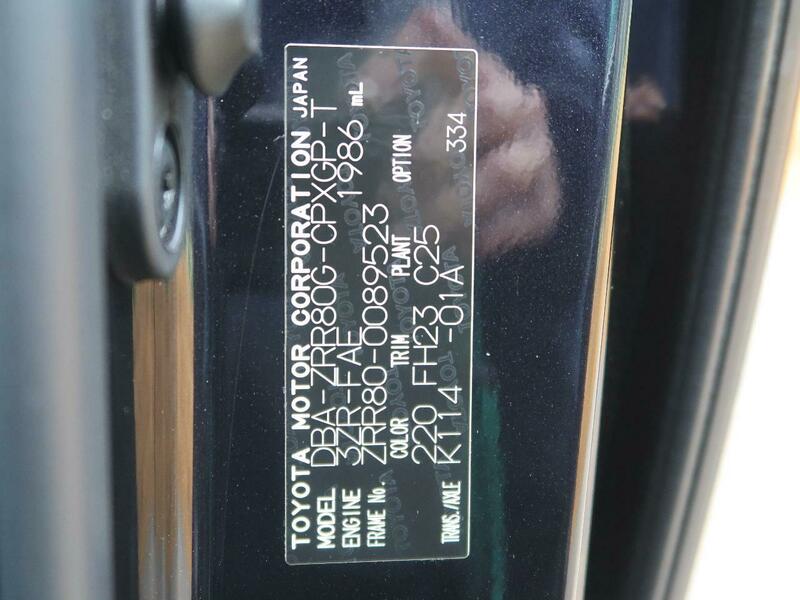 TOYOTA MOTOR CORPORATION JAPAN
MODEL DBA-ZRR80G-CPXGP-T
ENGINE 3ZR-FAE 1986 mL
FRAME No. ZRR80-0089523
COLOR TRIM PLANT OPTION
220 FH23 C25
TRANS./AXLE K114 -01A 334